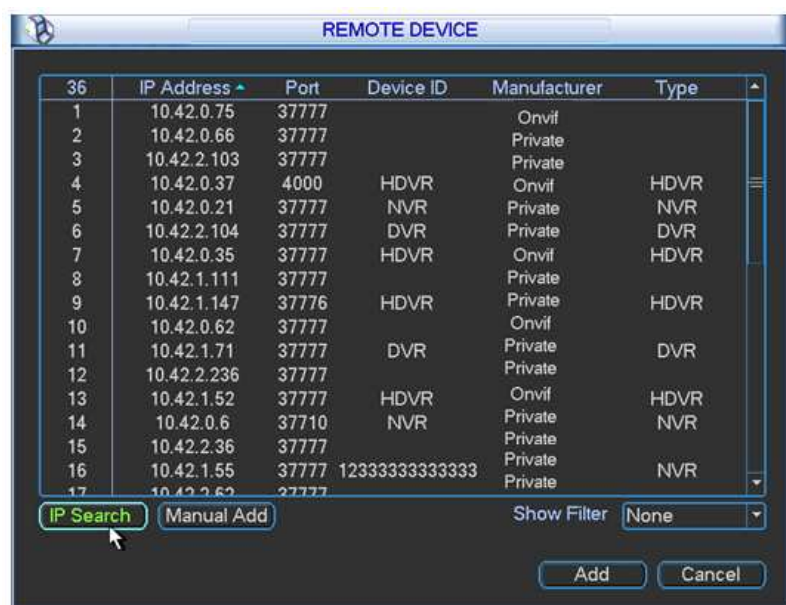 REMOTE DEVICE
36 IP Address Port Device ID Manufacturer Type
1 10.42.0.75 37777 Onvif
2 10.42.0.66 37777 Private
3 10.42.2.103 37777 Private
4 10.42.0.37 4000 HDVR Onvif HDVR
5 10.42.0.21 37777 NVR Private NVR
6 10.42.2.104 37777 DVR Private DVR
7 10.42.0.35 37777 HDVR Onvif HDVR
8 10.42.1.111 37777 Private
9 10.42.1.147 37776 HDVR Private HDVR
10 10.42.0.62 37777 Onvif
11 10.42.1.71 37777 DVR Private DVR
12 10.42.2.236 37777 Private
13 10.42.1.52 37777 HDVR Onvif HDVR
14 10.42.0.6 37710 NVR Private NVR
15 10.42.2.36 37777 Private
16 10.42.1.55 37777 12333333333333 Private NVR
17 10.42.2.62 37777 Private
IP Search Manual Add Show Filter None
Add Cancel